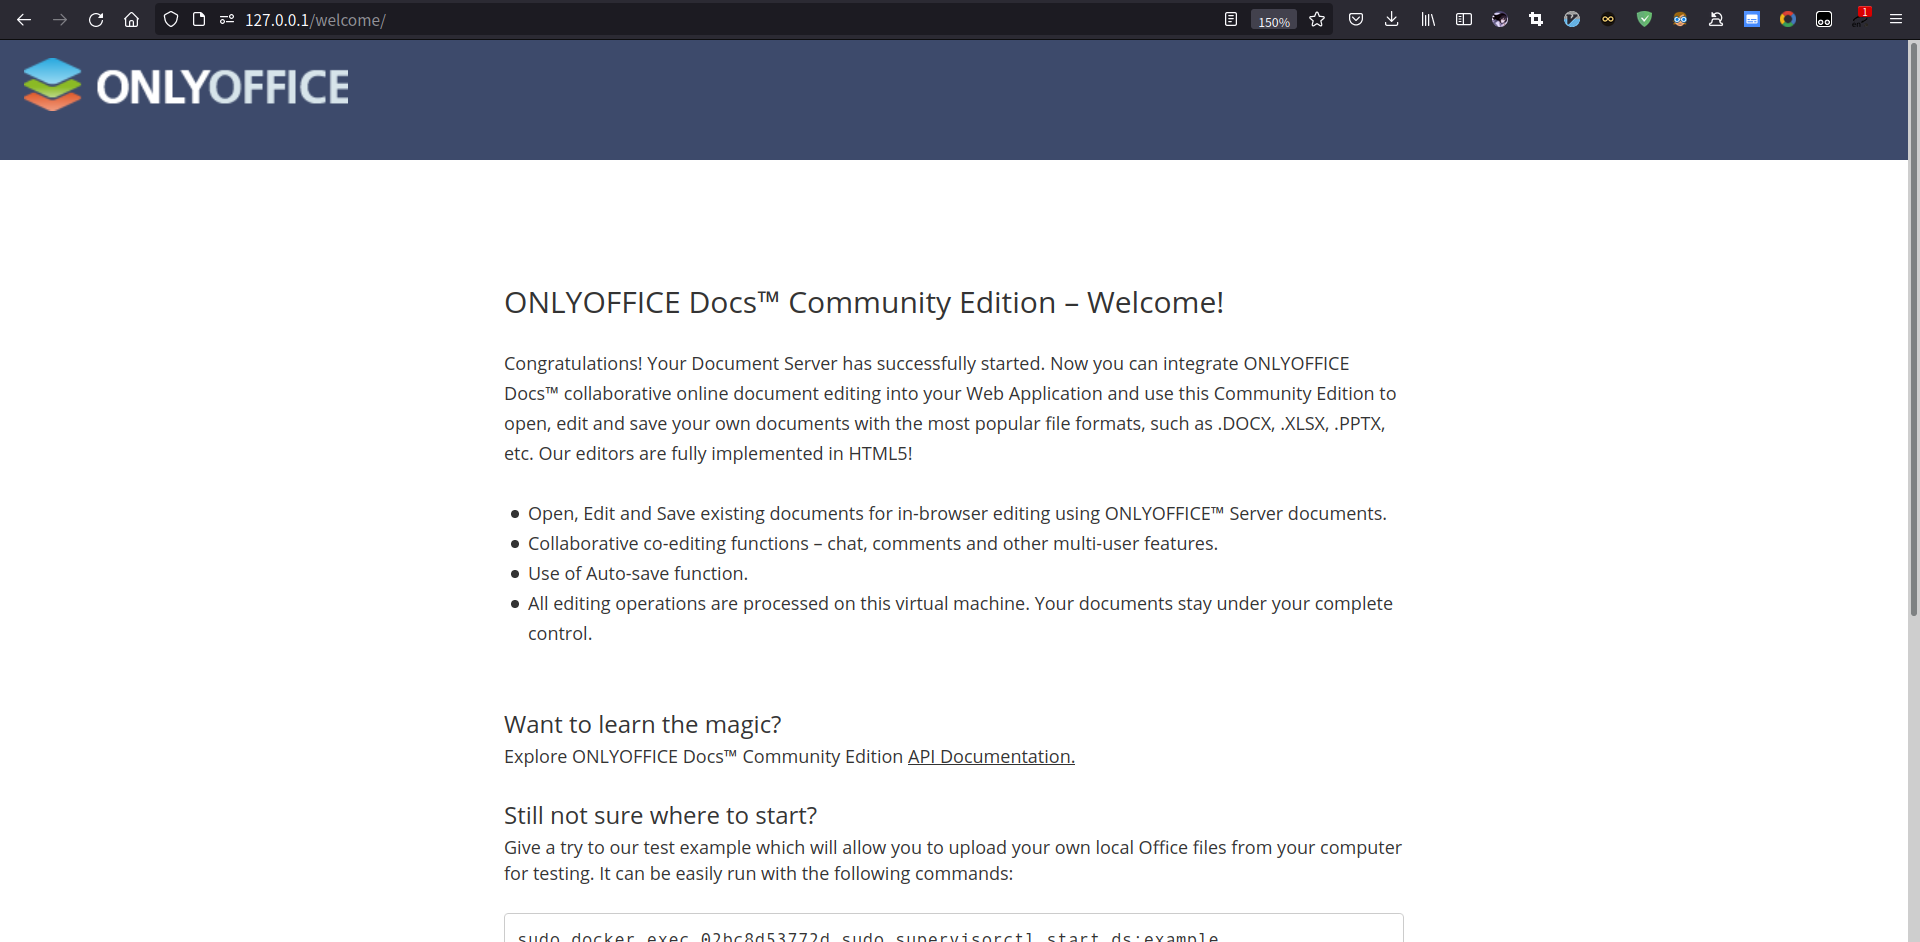 127.0.0.1/welcome/
150%
1
ONLYOFFICE
ONLYOFFICE Docs™ Community Edition – Welcome!
Congratulations! Your Document Server has successfully started. Now you can integrate ONLYOFFICE
Docs™ collaborative online document editing into your Web Application and use this Community Edition to
open, edit and save your own documents with the most popular file formats, such as .DOCX, .XLSX, .PPTX,
etc. Our editors are fully implemented in HTML5!
● Open, Edit and Save existing documents for in-browser editing using ONLYOFFICE™ Server documents.
● Collaborative co-editing functions – chat, comments and other multi-user features.
● Use of Auto-save function.
● All editing operations are processed on this virtual machine. Your documents stay under your complete
control.
Want to learn the magic?
Explore ONLYOFFICE Docs™ Community Edition API Documentation.
Still not sure where to start?
Give a try to our test example which will allow you to upload your own local Office files from your computer
for testing. It can be easily run with the following commands:
sudo docker exec 02bc8d53772d sudo supervisorctl start ds:example